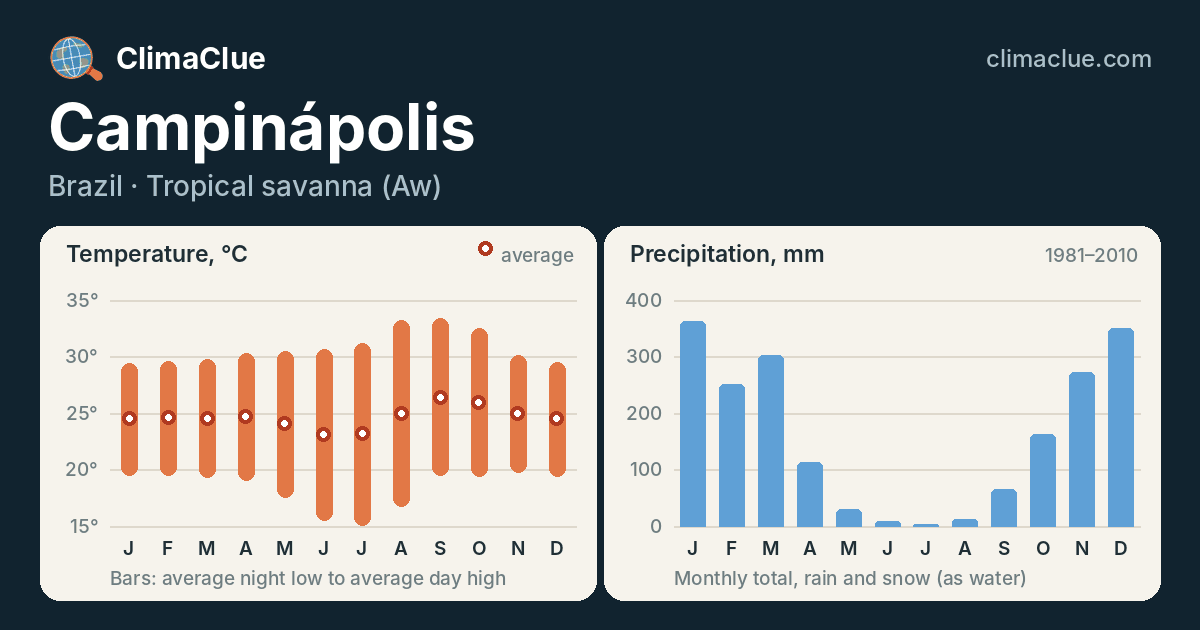 ClimaClue
climaclue.com
Campinápolis
Brazil · Tropical savanna (Aw)
Temperature, °C
average
35°
30°
25°
20°
15°
J F M A M J J A S O N D
Bars: average night low to average day high
Precipitation, mm
1981–2010
400
300
200
100
0
J F M A M J J A S O N D
Monthly total, rain and snow (as water)